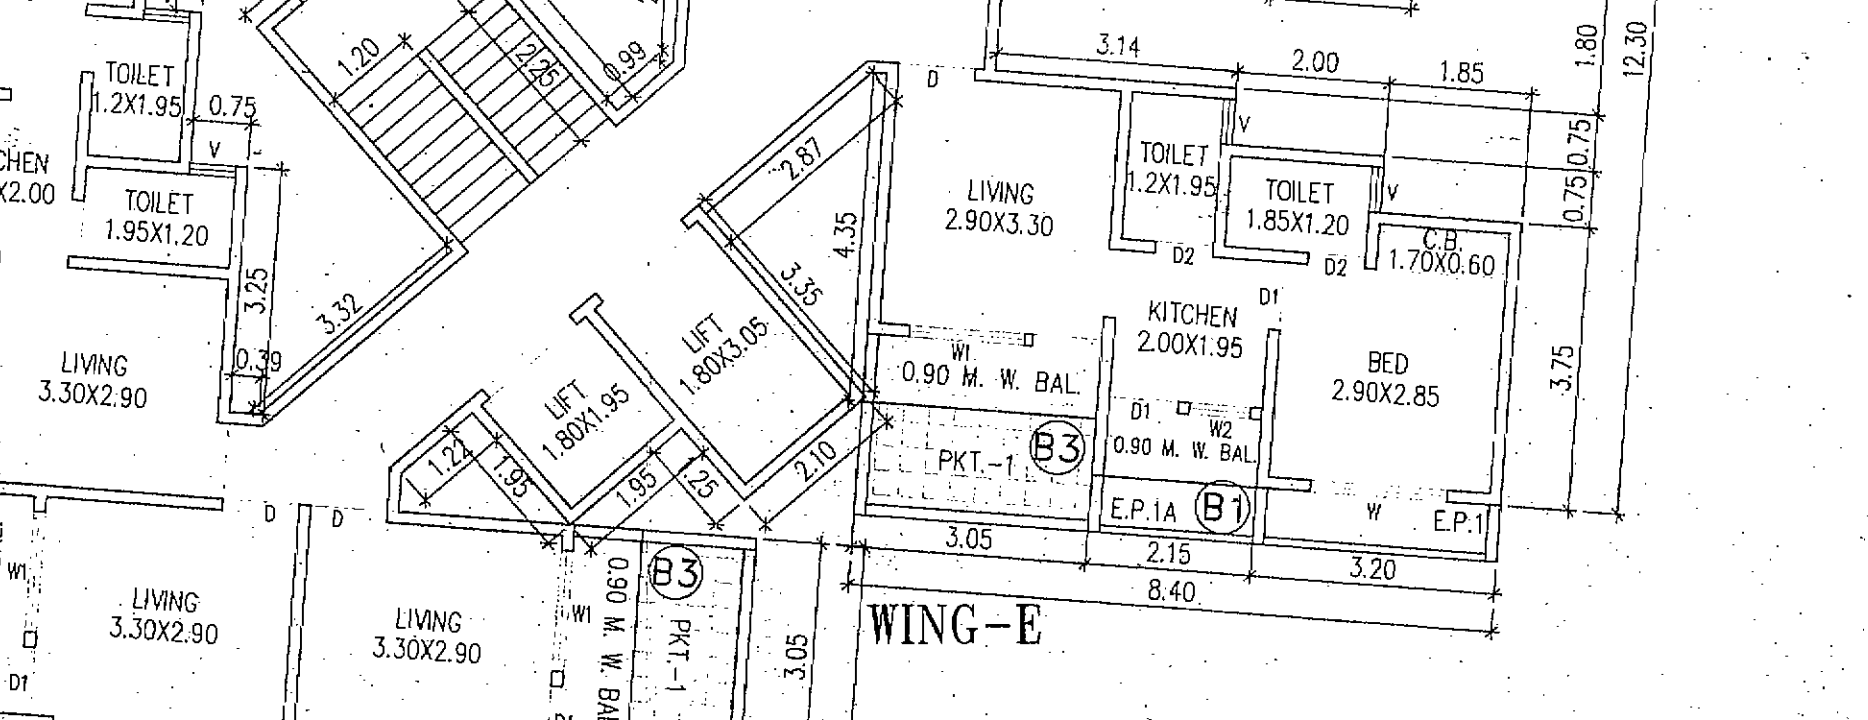 TOILET
1.2X1.95
0.75
V
CHEN
X2.00
TOILET
1.95X1.20
3.25
3.32
0.39
LIVING
3.30X2.90
1.20
2.25
0.99
2.87
3.35
4.35
LIFT
1.80X3.05
LIFT
1.80X1.95
1.22
1.95
1.95
.25
2.10
D
3.14
2.00
1.85
1.80
12.30
0.75
0.75
3.75
V
TOILET
1.2X1.95
TOILET
1.85X1.20
V
LIVING
2.90X3.30
D2
D2
C.B.
1.70X0.60
D1
KITCHEN
2.00X1.95
BED
2.90X2.85
W1
0.90 M. W. BAL.
D1
W2
0.90 M. W. BAL.
PKT.-1
B3
E.P.1A
B1
W
E.P.1
3.05
2.15
3.20
8.40
WING-E
D
D
W1
LIVING
3.30X2.90
D1
LIVING
3.30X2.90
W1
0.90 M. W. BA
B3
PKT.-1
3.05